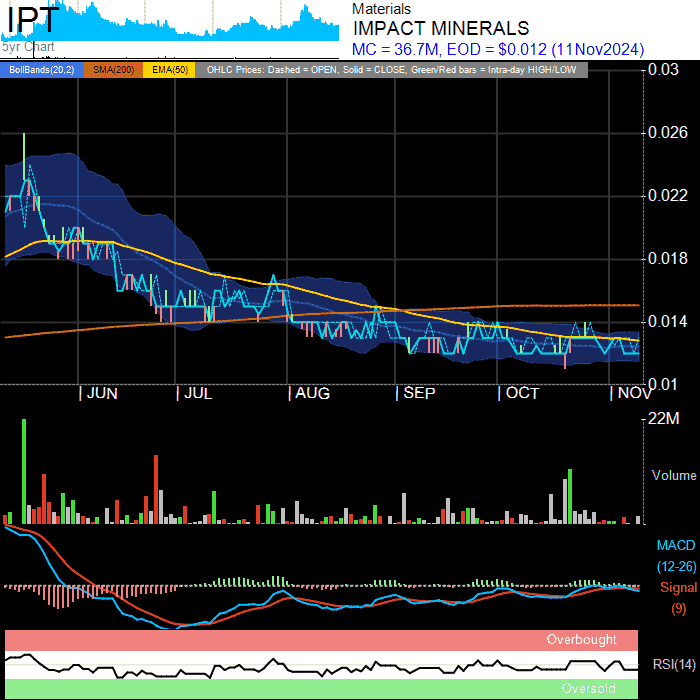 IPT
5yr Chart
Materials
IMPACT MINERALS
MC = 36.7M, EOD = $0.012 (11Nov2024)
BollBands(20,2) SMA(200) EMA(50) OHLC Prices: Dashed = OPEN, Solid = CLOSE, Green/Red bars = Intra-day HIGH/LOW
0.03
0.026
0.022
0.018
0.014
0.01
| JUN | JUL | AUG | SEP | OCT | NOV
22M
Volume
MACD
(12-26)
Signal
(9)
Overbought
RSI(14)
Oversold